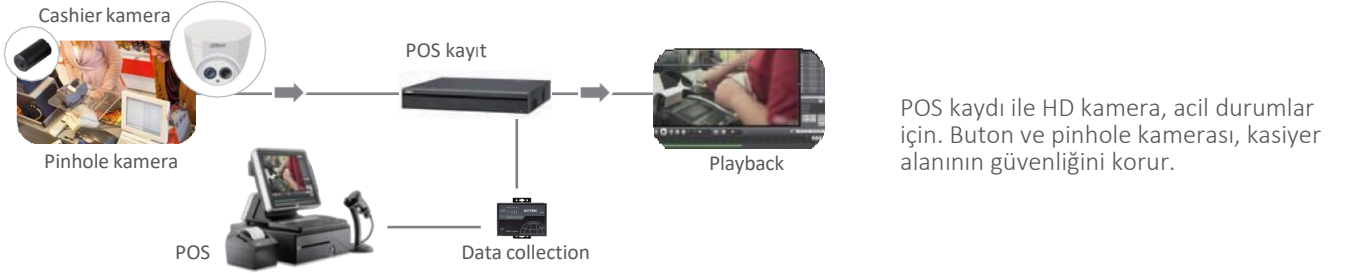 Cashier kamera
POS kayıt
Pinhole kamera
Playback
POS
Data collection
POS kaydı ile HD kamera, acil durumlar
için. Buton ve pinhole kamerası, kasiyer
alanının güvenliğini korur.